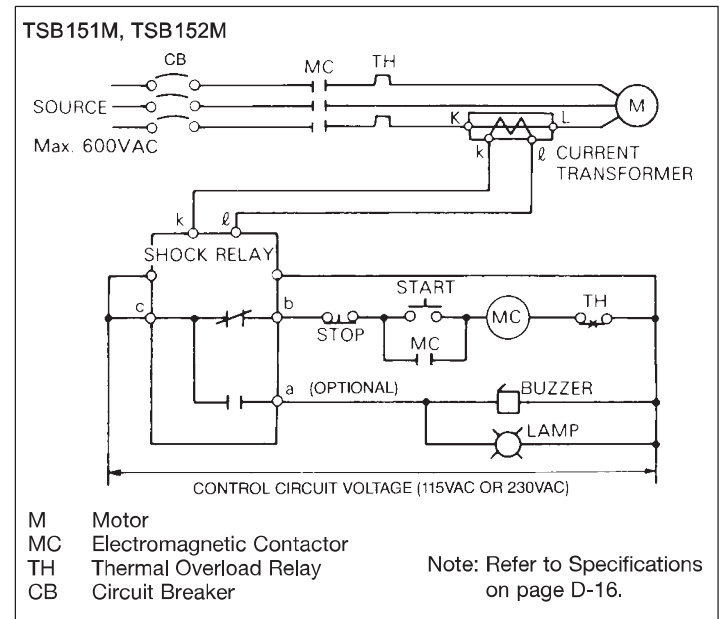 TSB151M, TSB152M
CB
MC
TH
SOURCE
M
Max. 600VAC
K
L
k
ℓ
CURRENT
TRANSFORMER
k
ℓ
SHOCK RELAY
c
b
START
STOP
MC
MC
TH
a
(OPTIONAL)
BUZZER
LAMP
CONTROL CIRCUIT VOLTAGE (115VAC OR 230VAC)
M Motor
MC Electromagnetic Contactor
TH Thermal Overload Relay
CB Circuit Breaker
Note: Refer to Specifications
on page D-16.